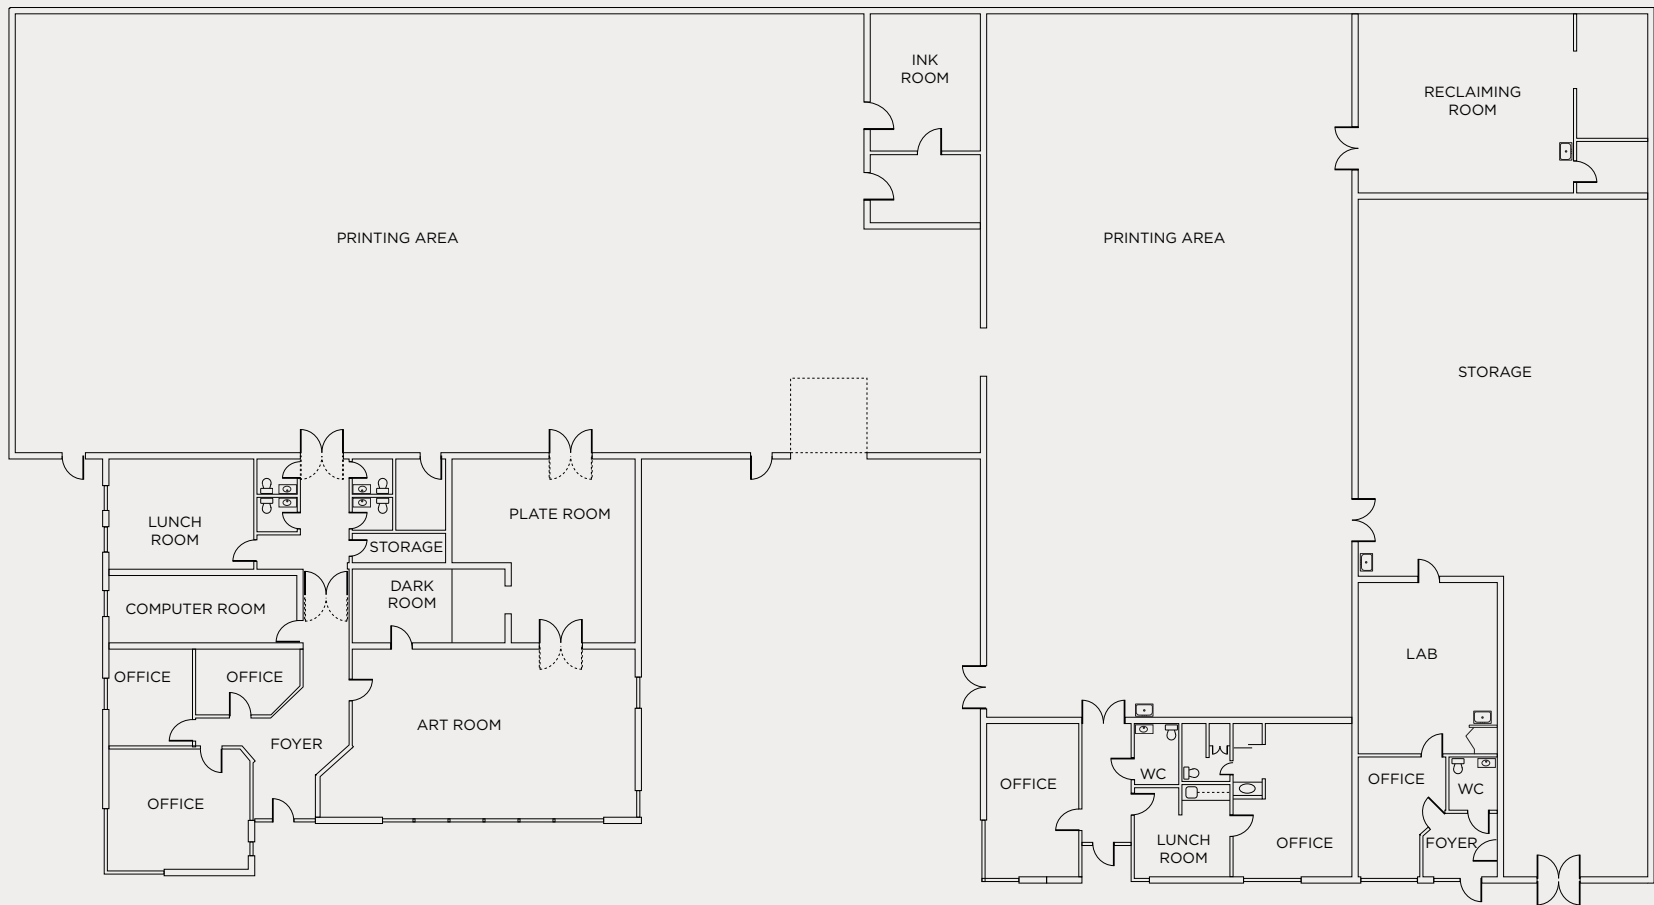 INK
ROOM
RECLAIMING
ROOM
PRINTING AREA
PRINTING AREA
STORAGE
LUNCH
ROOM
PLATE ROOM
STORAGE
DARK
ROOM
COMPUTER ROOM
LAB
OFFICE
OFFICE
ART ROOM
FOYER
OFFICE
OFFICE
WC
OFFICE
WC
LUNCH
ROOM
OFFICE
FOYER